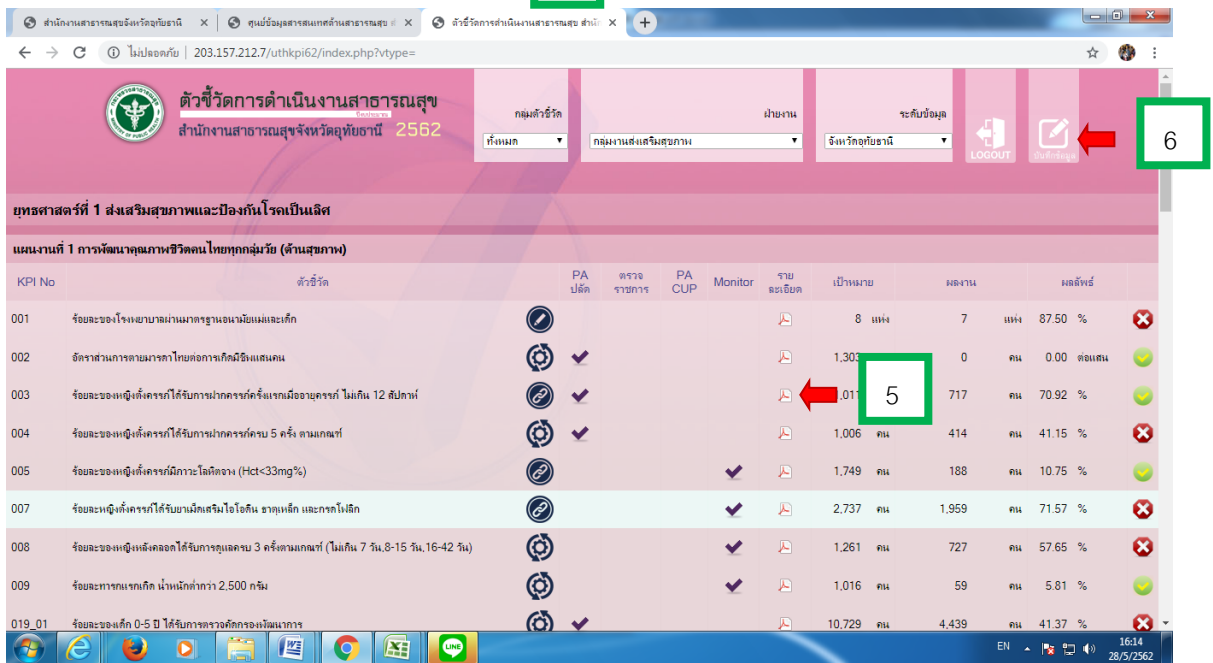 สำนักงานสาธารณสุขจังหวัดอุทัยธานี
ศูนย์ข้อมูลสารสนเทศด้านสาธารณสุข
ตัวชี้วัดการดำเนินงานสาธารณสุข สำนัก
ไม่ปลอดภัย | 203.157.212.7/uthkpi62/index.php?vtype=
ตัวชี้วัดการดำเนินงานสาธารณสุข
ปีงบประมาณ
สำนักงานสาธารณสุขจังหวัดอุทัยธานี 2562
กลุ่มตัวชี้วัด ฝ่ายงาน ระดับข้อมูล
ทั้งหมด กลุ่มงานส่งเสริมสุขภาพ จังหวัดอุทัยธานี
LOGOUT บันทึกข้อมูล 6
ยุทธศาสตร์ที่ 1 ส่งเสริมสุขภาพและป้องกันโรคเป็นเลิศ
แผนงานที่ 1 การพัฒนาคุณภาพชีวิตคนไทยทุกกลุ่มวัย (ด้านสุขภาพ)
KPI No ตัวชี้วัด PA ปลัด ตรวจ ราชการ PA CUP Monitor ราย ละเอียด เป้าหมาย ผลงาน ผลลัพธ์
001 ร้อยละของโรงพยาบาลผ่านมาตรฐานอนามัยแม่และเด็ก 8 แห่ง 7 แห่ง 87.50 %
002 อัตราส่วนการตายมารดาไทยต่อการเกิดมีชีพแสนคน 1,303 0 คน 0.00 ต่อแสน
003 ร้อยละของหญิงตั้งครรภ์ได้รับการฝากครรภ์ครั้งแรกเมื่ออายุครรภ์ ไม่เกิน 12 สัปดาห์ 5 717 คน 70.92 %
004 ร้อยละของหญิงตั้งครรภ์ได้รับการฝากครรภ์ครบ 5 ครั้ง ตามเกณฑ์ 1,006 คน 414 คน 41.15 %
005 ร้อยละของหญิงตั้งครรภ์มีภาวะโลหิตจาง (Hct<33mg%) 1,749 คน 188 คน 10.75 %
007 ร้อยละหญิงตั้งครรภ์ได้รับยาเม็ดเสริมไอโอดีน ธาตุเหล็ก และกรดโฟลิก 2,737 คน 1,959 คน 71.57 %
008 ร้อยละของหญิงหลังคลอดได้รับการดูแลครบ 3 ครั้งตามเกณฑ์ (ไม่เกิน 7 วัน,8-15 วัน,16-42 วัน) 1,261 คน 727 คน 57.65 %
009 ร้อยละทารกแรกเกิด น้ำหนักต่ำกว่า 2,500 กรัม 1,016 คน 59 คน 5.81 %
019_01 ร้อยละของเด็ก 0-5 ปี ได้รับการตรวจคัดกรองพัฒนาการ 10,729 คน 4,439 คน 41.37 %
LINE EN 16:14
28/5/2562